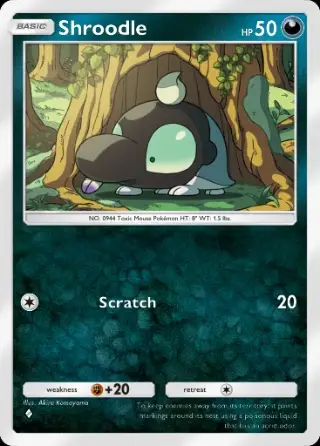 BASIC
Shroodle
HP 50
NO. 0944 Toxic Mouse Pokémon HT: 8" WT: 1.5 lbs.
Scratch 20
weakness +20 retreat
Illus. Akira Komayama
To keep enemies away from its territory, it paints
markings around its nest using a poisonous liquid
that has an acrid odor.